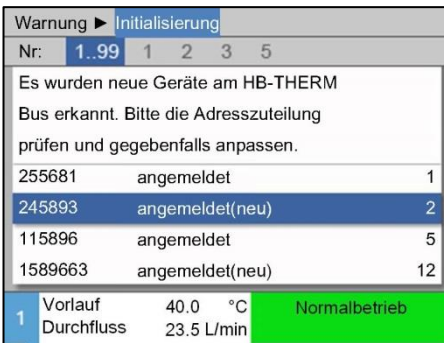 Warnung ► Initialisierung
Nr: 1..99 1 2 3 5
Es wurden neue Geräte am HB-THERM
Bus erkannt. Bitte die Adresszuteilung
prüfen und gegebenfalls anpassen.
255681 angemeldet 1
245893 angemeldet(neu) 2
115896 angemeldet 5
1589663 angemeldet(neu) 12
1 Vorlauf 40.0 °C Normalbetrieb
Durchfluss 23.5 L/min